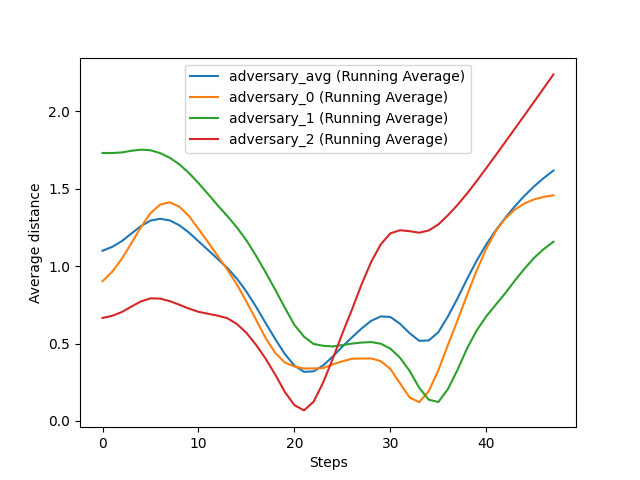 adversary_avg (Running Average)
adversary_0 (Running Average)
adversary_1 (Running Average)
adversary_2 (Running Average)
Average distance
2.0
1.5
1.0
0.5
0.0
0 10 20 30 40
Steps